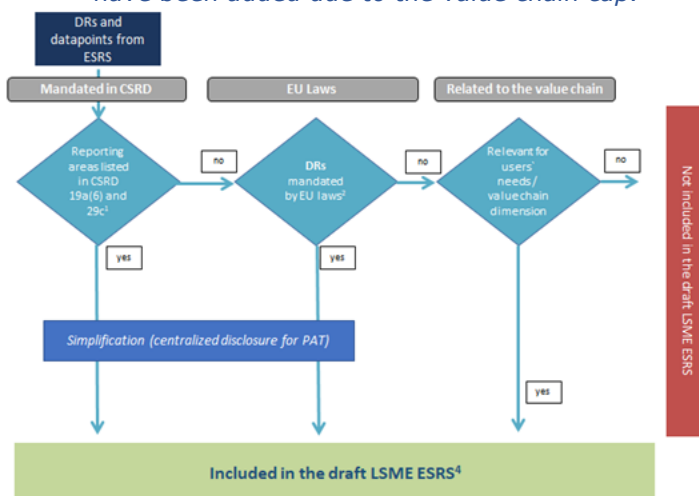 have been added due to the value chain cap.
DRs and
datapoints from
ESRS
Mandated in CSRD
EU Laws
Related to the value chain
Reporting
areas listed
in CSRD
19a(6) and
29c¹
no
DRs
mandated
by EU laws²
no
Relevant for
users'
needs/
value chain
dimension
no
Not included in the draft LSME ESRS
yes
yes
Simplification (centralized disclosure for PAT)
yes
Included in the draft LSME ESRS⁴